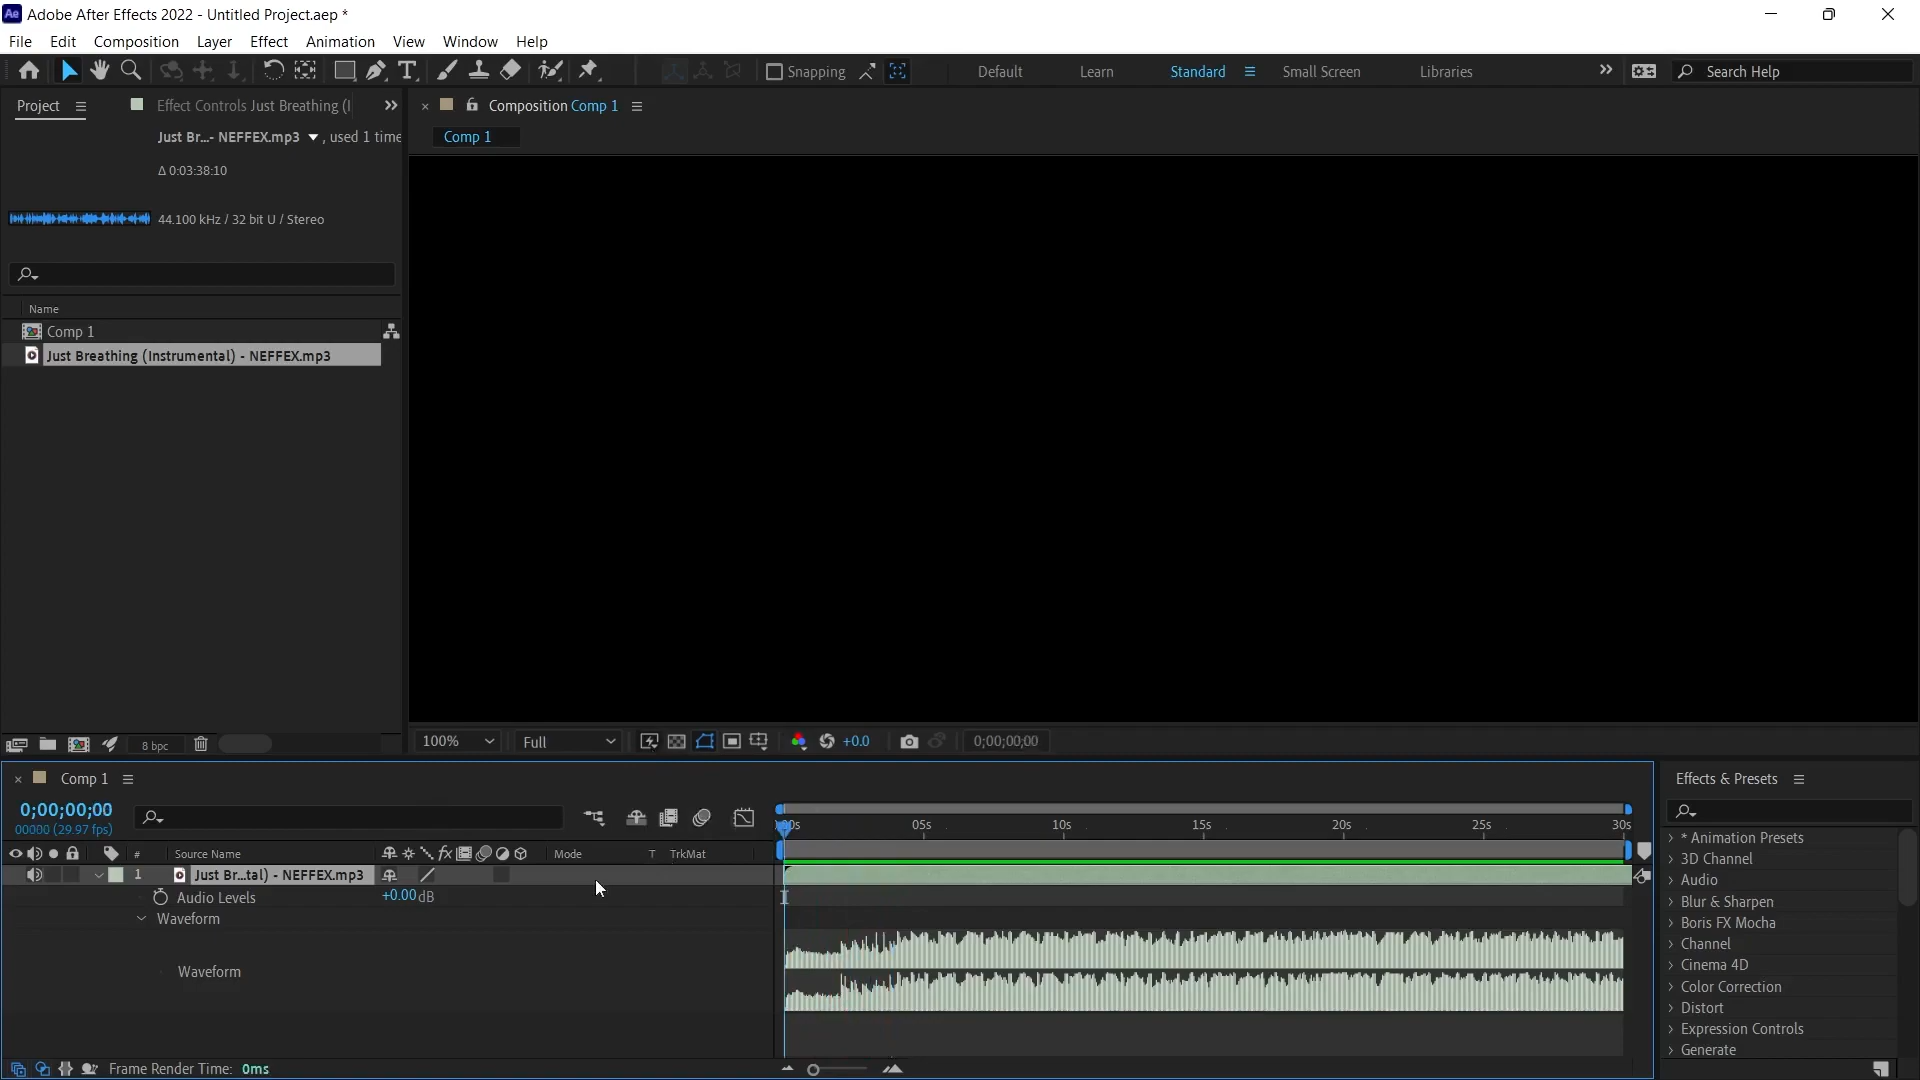 Ae Adobe After Effects 2022 - Untitled Project.aep *
File Edit Composition Layer Effect Animation View Window Help
T Snapping Default Learn Standard Small Screen Libraries Search Help
Project Effect Controls Just Breathing (I Composition Comp 1
Just Br...- NEFFEX.mp3 , used 1 time Comp 1
Δ 0:03:38:10
44.100 kHz / 32 bit U / Stereo
Name
Comp 1
Just Breathing (Instrumental) - NEFFEX.mp3
8 bpc 100% Full +0.0 0;00;00;00
Comp 1 Effects & Presets
0;00;00;00
00000 (29.97 fps) 05s 10s 15s 20s 25s 30s
# Source Name fx Mode T TrkMat
1 Just Br...tal) - NEFFEX.mp3
Audio Levels +0.00 dB
Waveform
Waveform
Frame Render Time: 0ms
* Animation Presets
3D Channel
Audio
Blur & Sharpen
Boris FX Mocha
Channel
Cinema 4D
Color Correction
Distort
Expression Controls
Generate